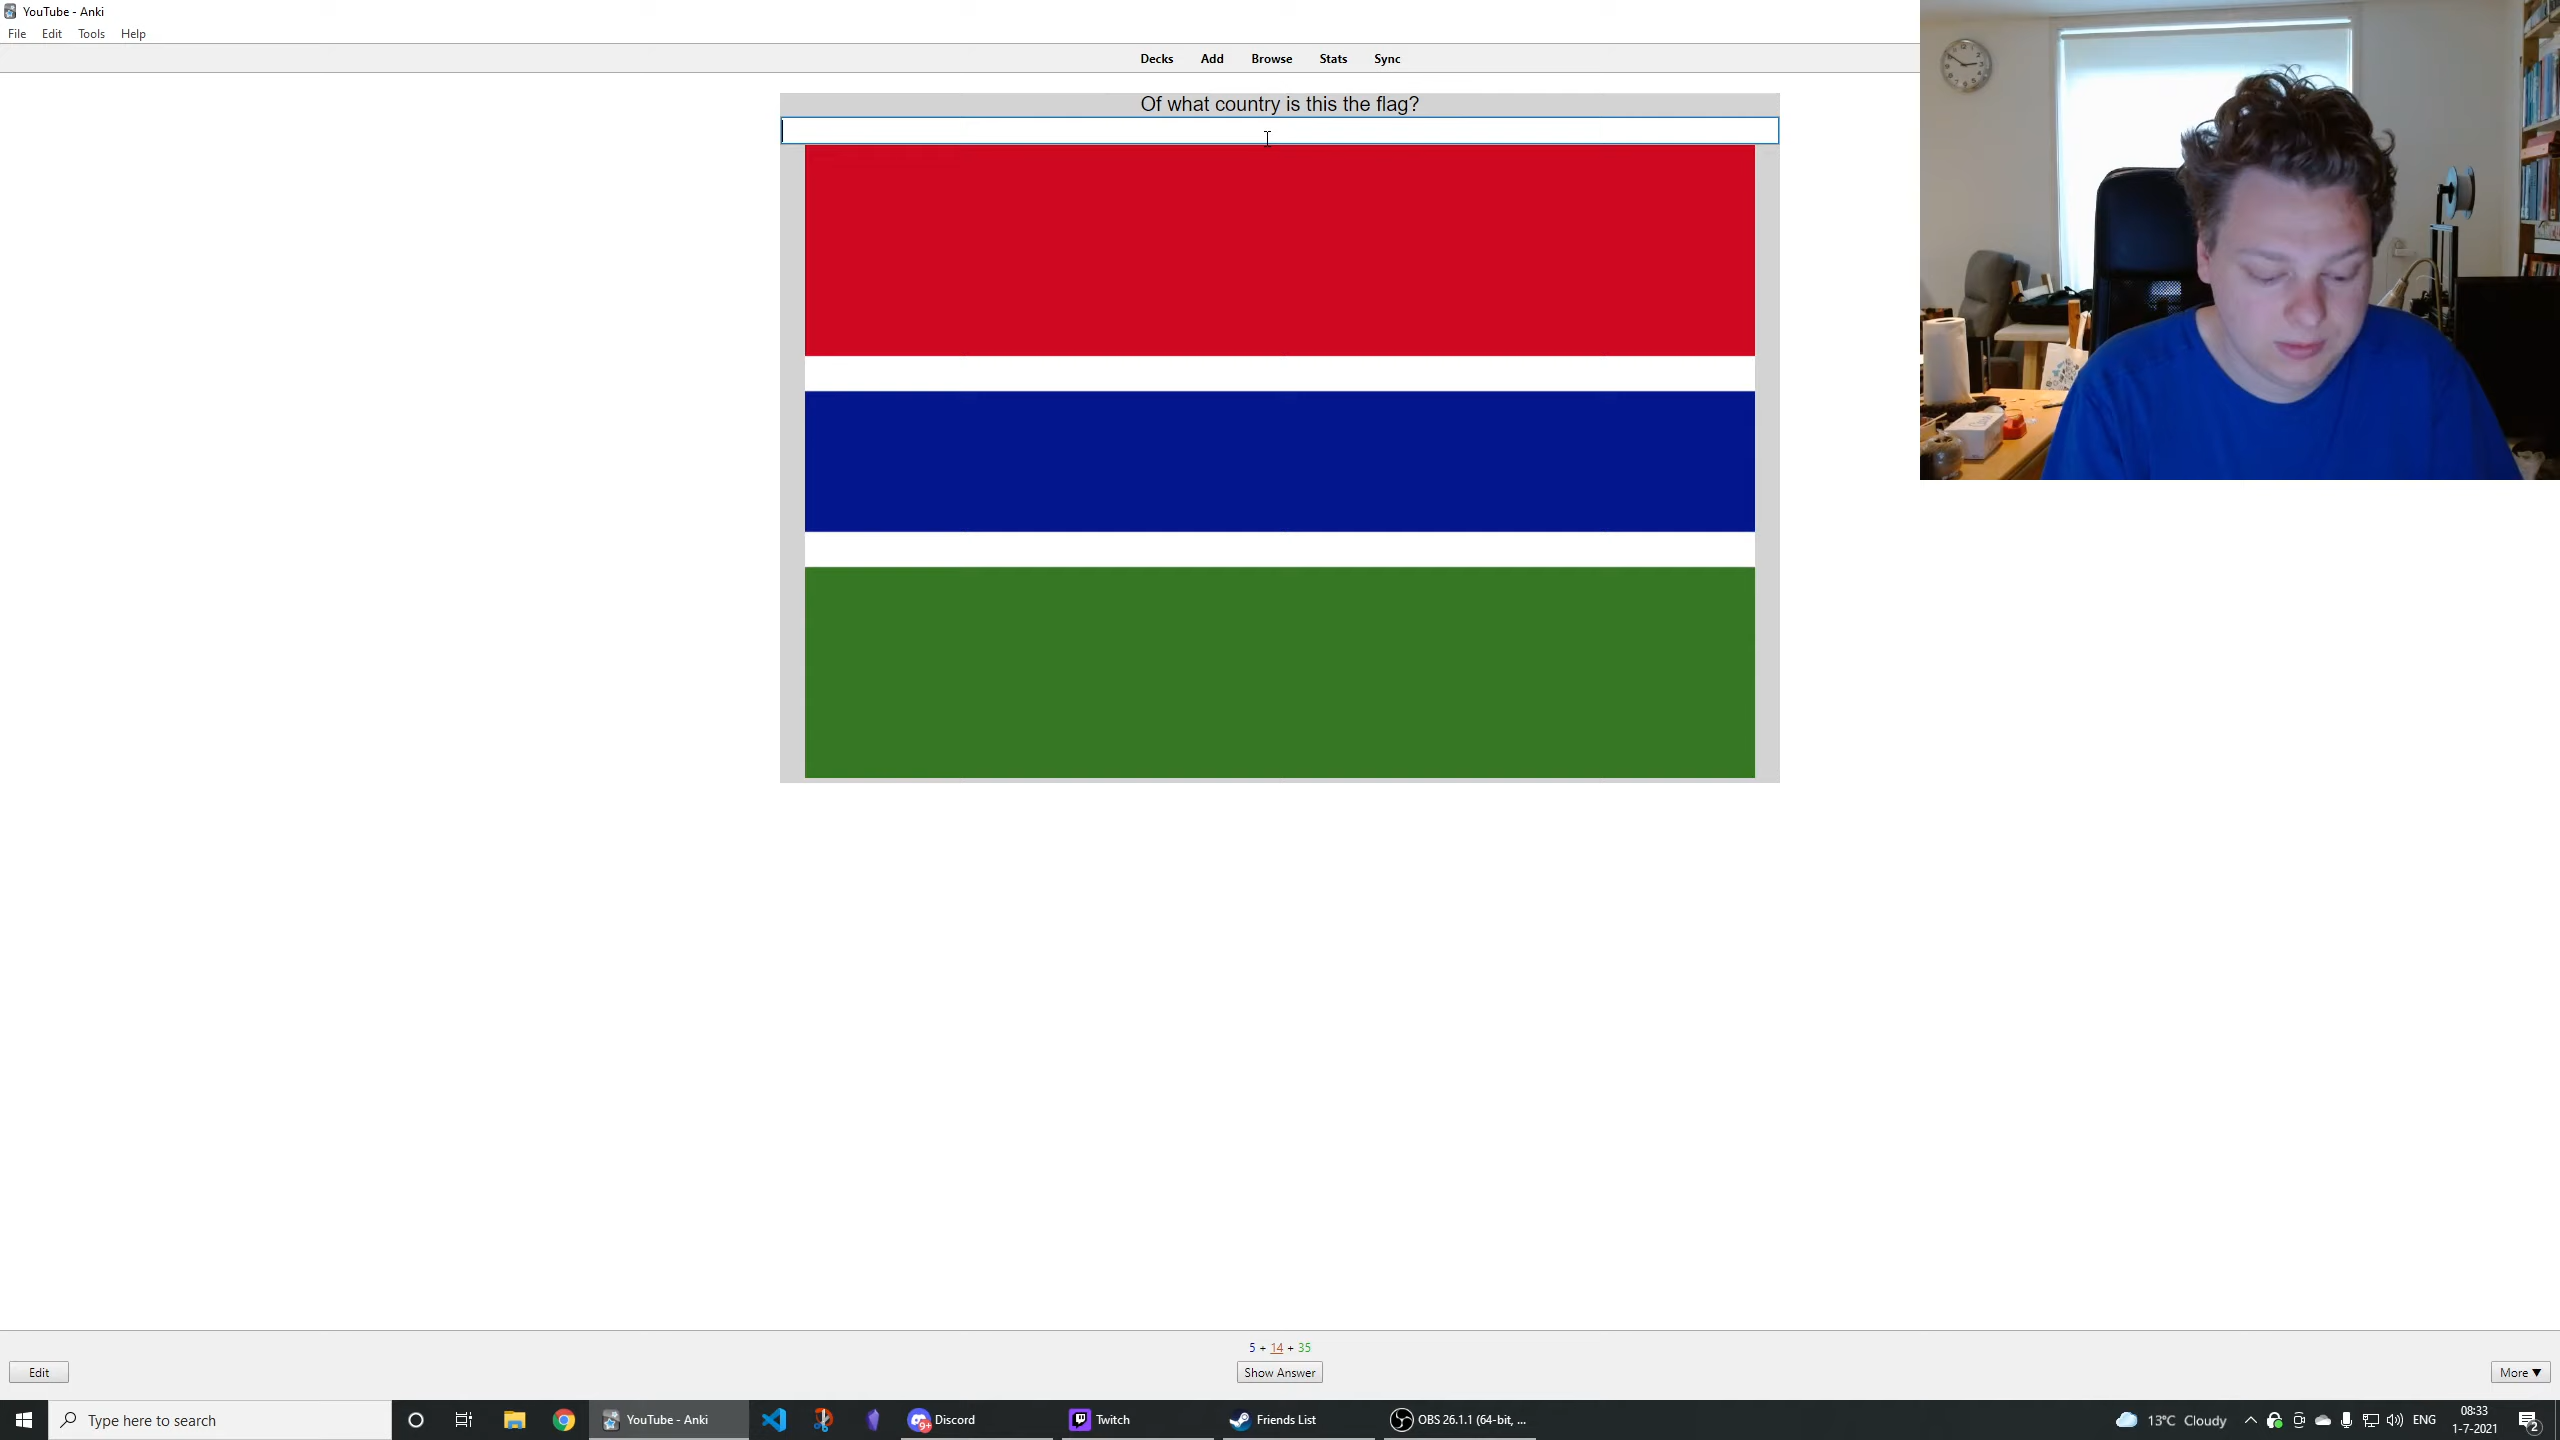 YouTube - Anki
File Edit Tools Help
Decks Add Browse Stats Sync
Of what country is this the flag?
5 + 14 + 35
Edit
Show Answer
More ▼
Type here to search
YouTube - Anki
9+
Discord
Twitch
Friends List
OBS 26.1.1 (64-bit, ...
13°C Cloudy
ENG
08:33
1-7-2021
2